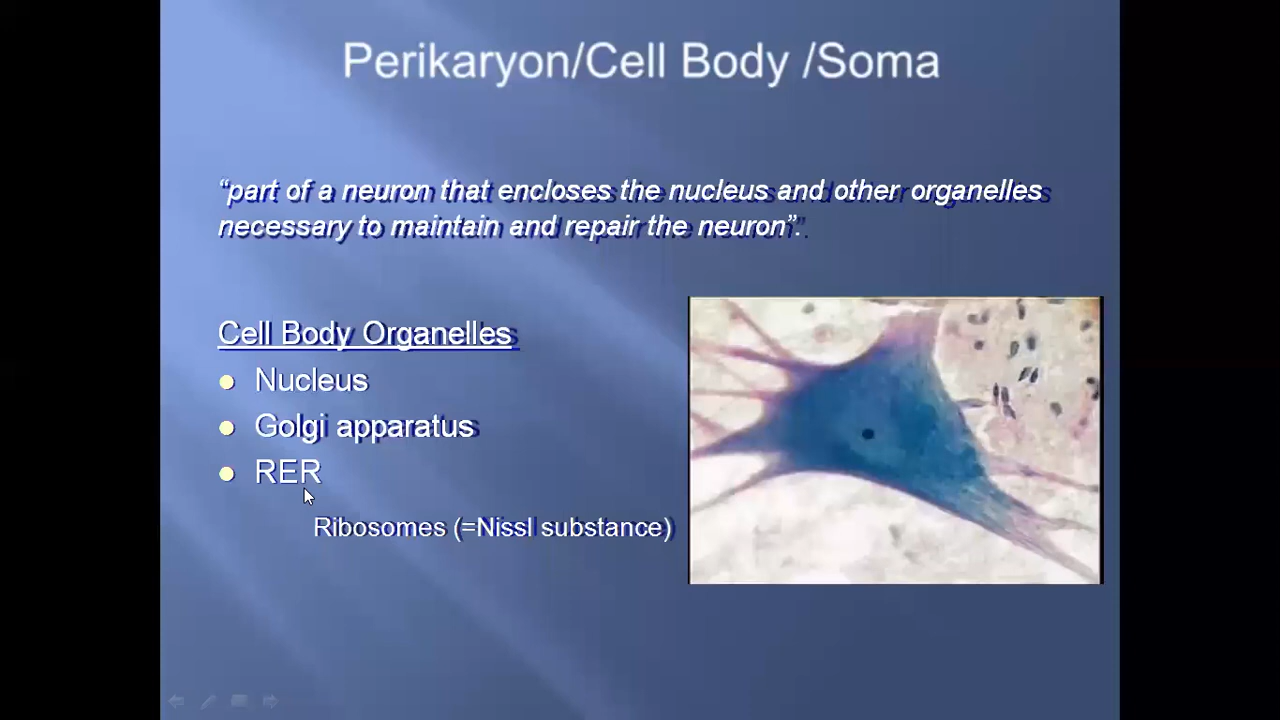 Perikaryon/Cell Body /Soma
“part of a neuron that encloses the nucleus and other organelles
necessary to maintain and repair the neuron”.
Cell Body Organelles
Nucleus
Golgi apparatus
RER
Ribosomes (=Nissl substance)